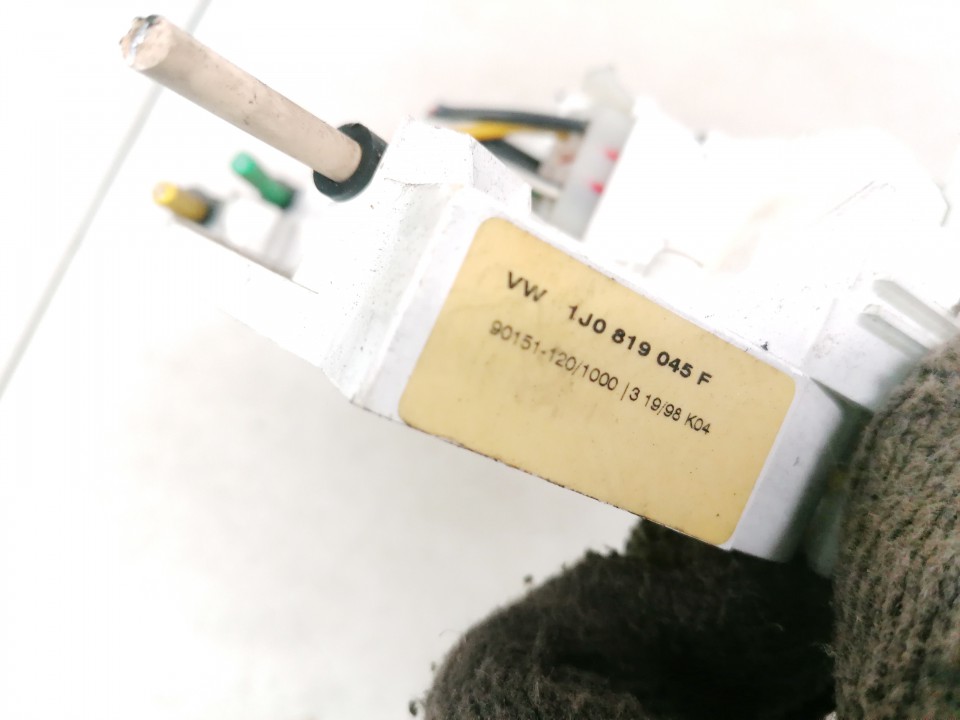 VW 1J0 819 045 F
90151-120/1000 | 3 19/98 K04